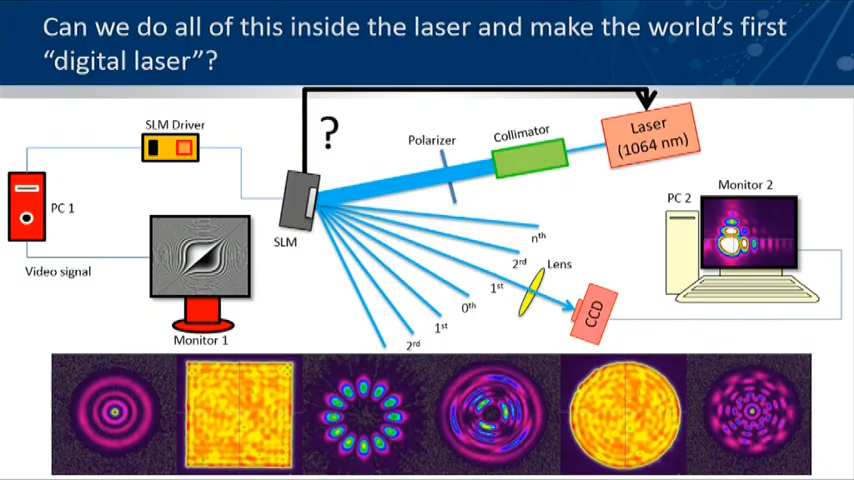 Can we do all of this inside the laser and make the world's first
"digital laser"?
SLM Driver
?
Polarizer
Collimator
Laser
(1064 nm)
PC 1
SLM
Video signal
Monitor 1
nth
2rd
1st
0th
1st
2rd
Lens
CCD
PC 2
Monitor 2